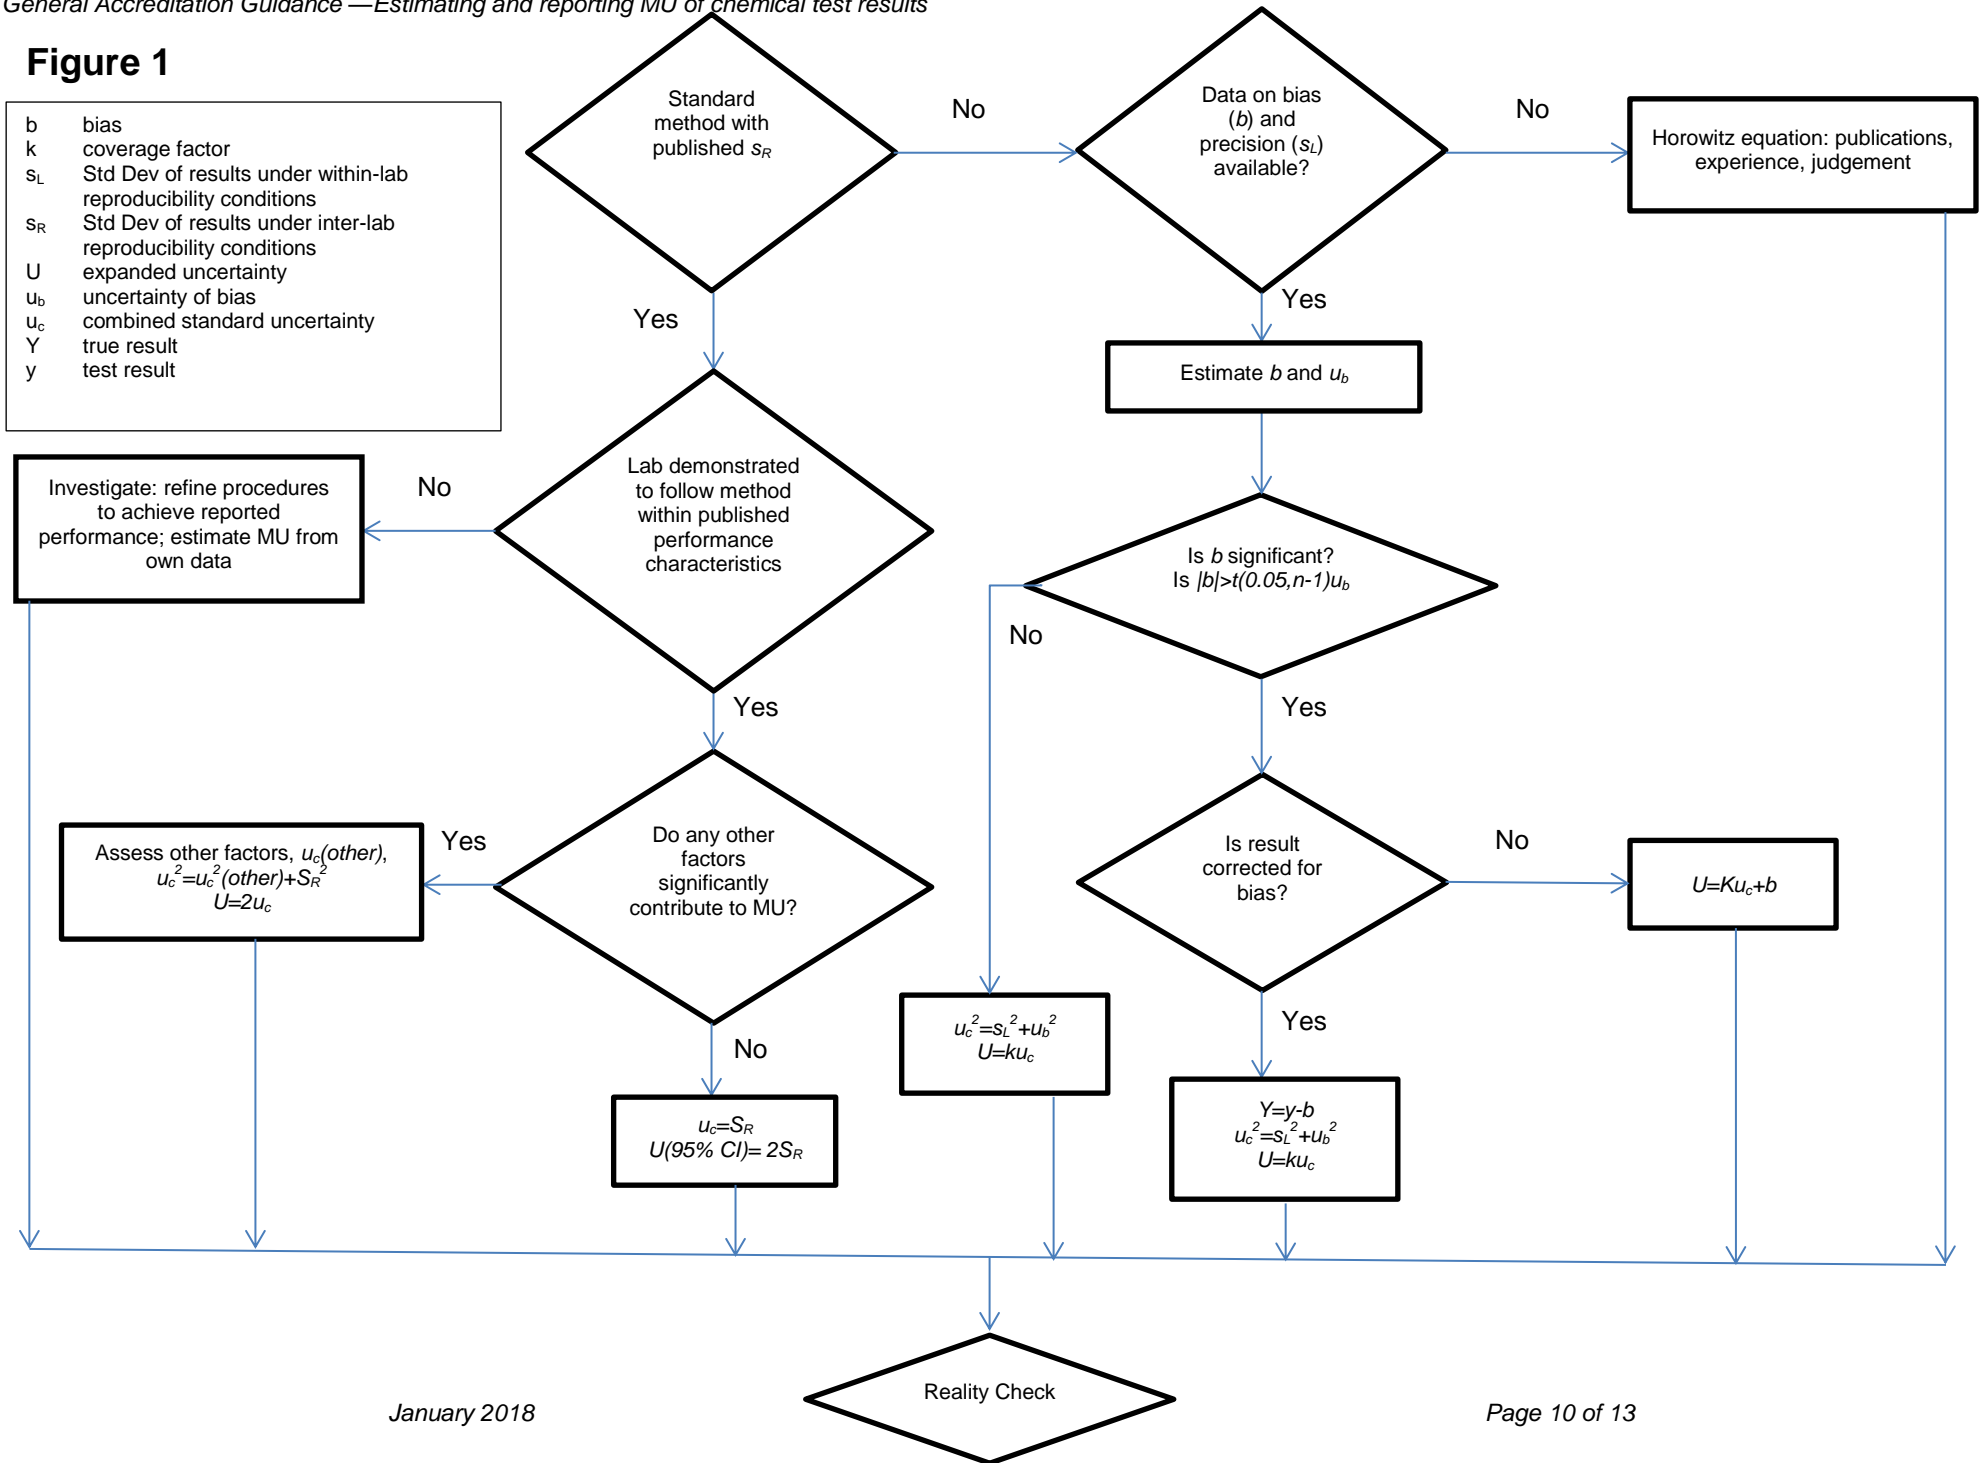 General Accreditation Guidance —Estimating and reporting MU of chemical test results
Figure 1
b bias
k coverage factor
sL Std Dev of results under within-lab
reproducibility conditions
sR Std Dev of results under inter-lab
reproducibility conditions
U expanded uncertainty
ub uncertainty of bias
uc combined standard uncertainty
Y true result
y test result
Standard
method with
published sR
No
Data on bias
(b) and
precision (sL)
available?
No
Horowitz equation: publications,
experience, judgement
Yes
Yes
Estimate b and ub
Lab demonstrated
to follow method
within published
performance
characteristics
No
Investigate: refine procedures
to achieve reported
performance; estimate MU from
own data
Is b significant?
Is |b|>t(0.05,n-1)ub
No
Yes
Yes
Do any other
factors
significantly
contribute to MU?
Yes
Assess other factors, uc(other),
uc²=uc²(other)+SR²
U=2uc
Is result
corrected for
bias?
No
U=Kuc+b
No
uc=SR
U(95% CI)= 2SR
uc²=sL²+ub²
U=kuc
Yes
Y=y-b
uc²=sL²+ub²
U=kuc
Reality Check
January 2018
Page 10 of 13